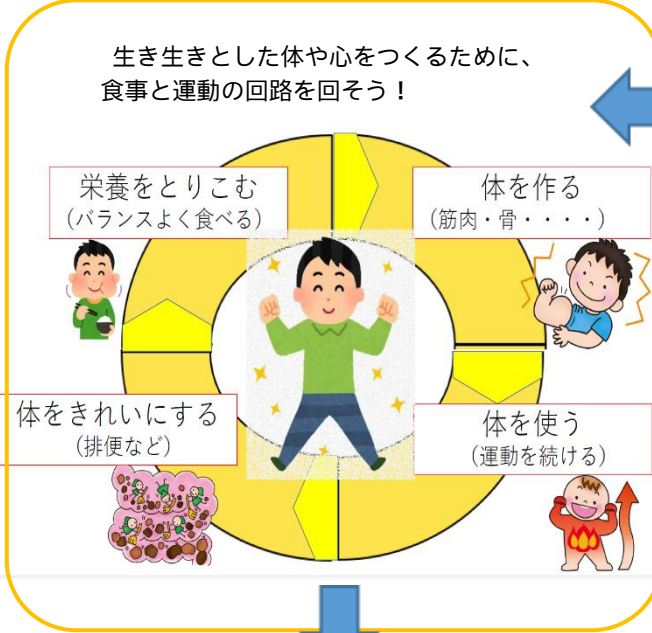 生き生きとした体や心をつくるために、
食事と運動の回路を回そう！
栄養をとりこむ
（バランスよく食べる）
体を作る
（筋肉・骨・・・・）
体をきれいにする
（排便など）
体を使う
（運動を続ける）